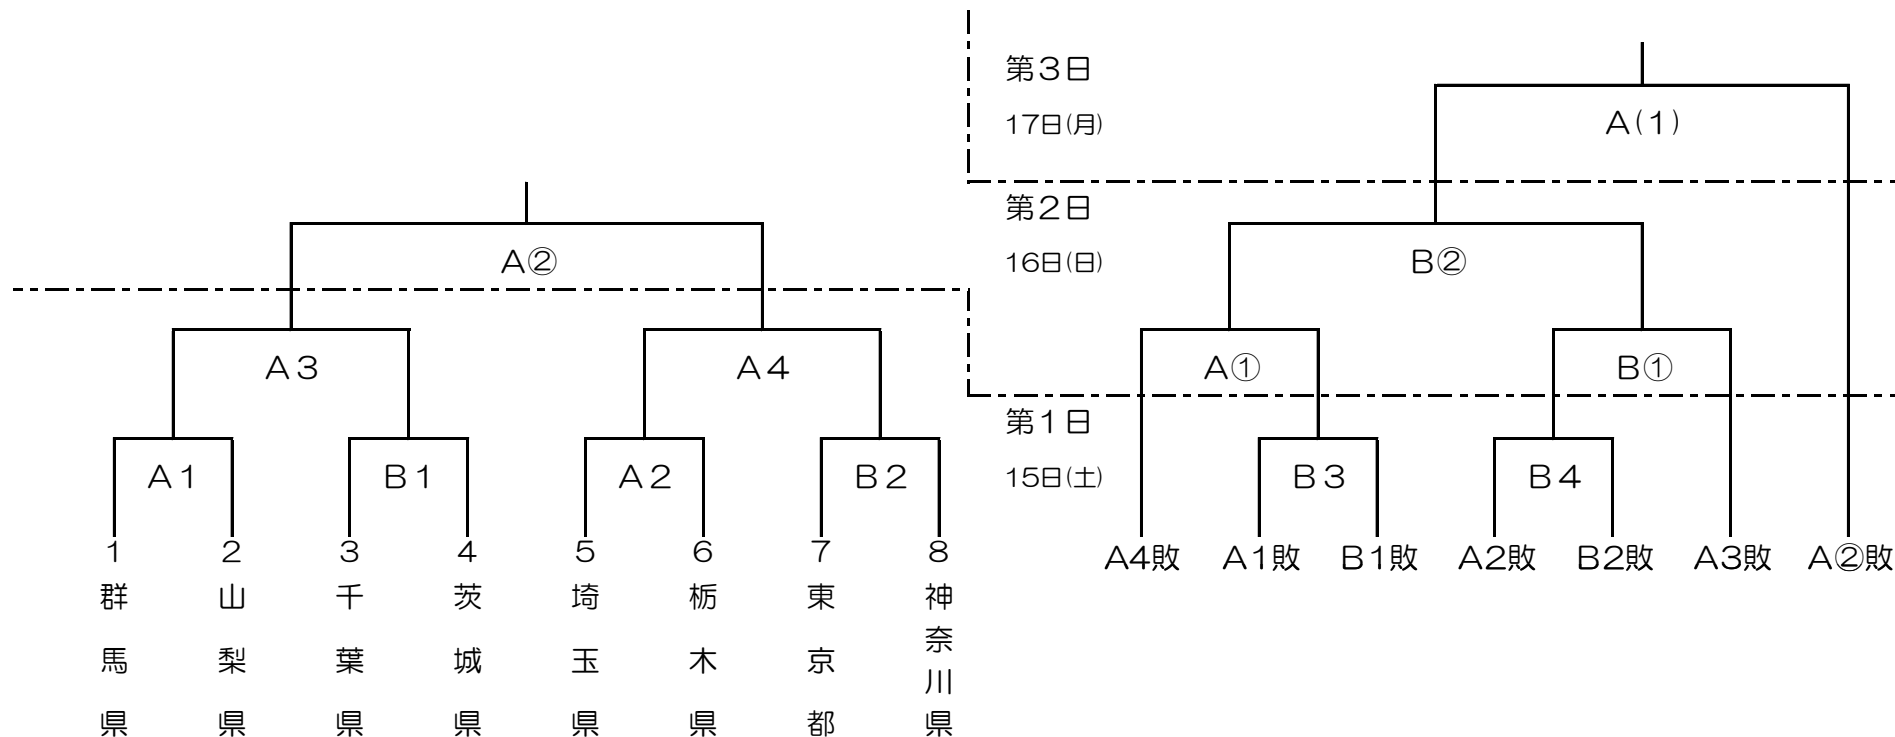 第3日
17日(月)
A(1)
第2日
16日(日)
A②
B②
A3
A4
A①
B①
第1日
15日(土)
A1
B1
A2
B2
B3
B4
1
2
3
4
5
6
7
8
A4敗
A1敗
B1敗
A2敗
B2敗
A3敗
A②敗
群馬県
山梨県
千葉県
茨城県
埼玉県
栃木県
東京都
神奈川県